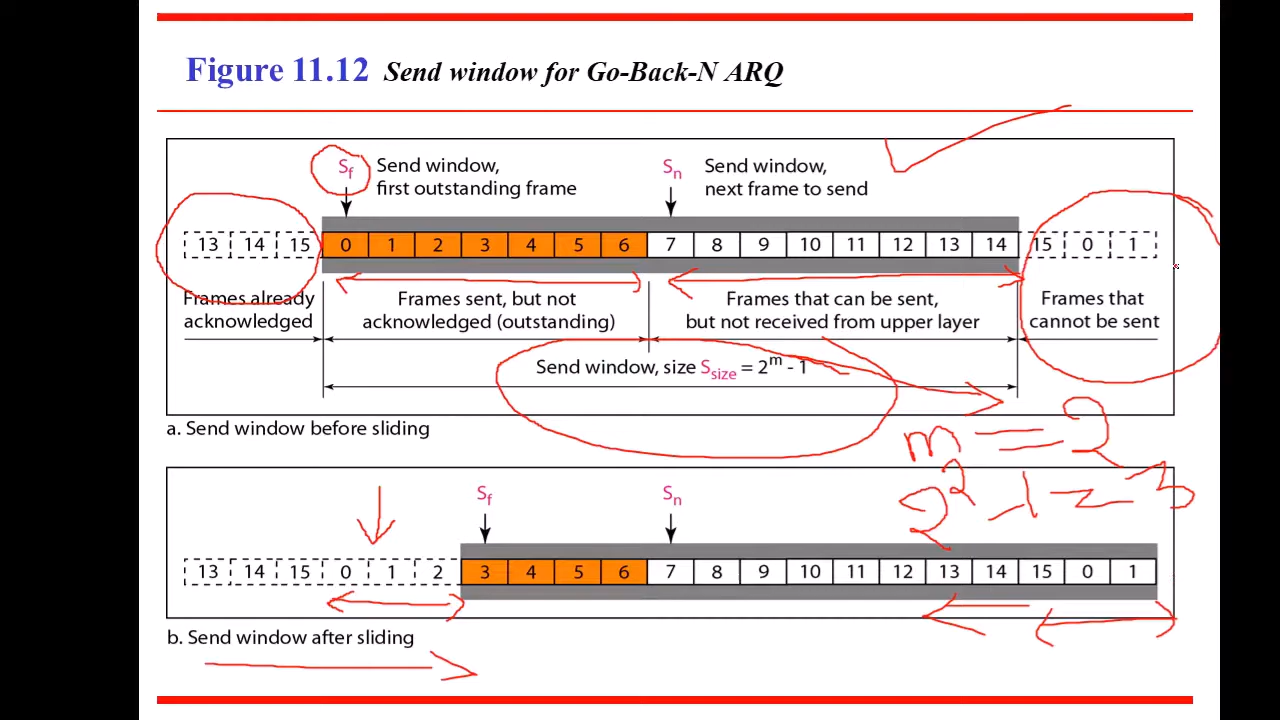 Figure 11.12 Send window for Go-Back-N ARQ
Sf Send window, first outstanding frame
Sn Send window, next frame to send
13 14 15 0 1 2 3 4 5 6 7 8 9 10 11 12 13 14 15 0 1
Frames already acknowledged
Frames sent, but not acknowledged (outstanding)
Frames that can be sent, but not received from upper layer
Frames that cannot be sent
Send window, size Ssize = 2^m - 1
a. Send window before sliding
m = 2
2^2 - 1 = 3
Sf Sn
13 14 15 0 1 2 3 4 5 6 7 8 9 10 11 12 13 14 15 0 1
b. Send window after sliding